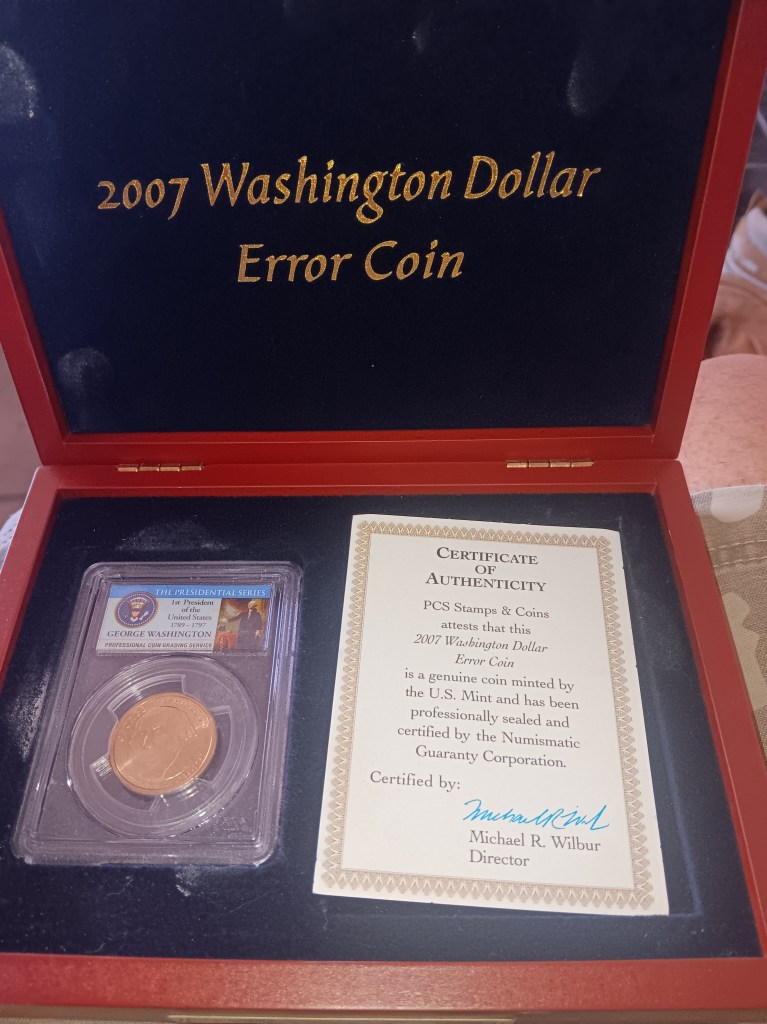 2007 Washington Dollar
Error Coin
THE PRESIDENTIAL SERIES
1st President
of the
United States
1789 – 1797
GEORGE WASHINGTON
PROFESSIONAL COIN GRADING SERVICE
CERTIFICATE
OF
AUTHENTICITY
PCS Stamps & Coins
attests that this
2007 Washington Dollar
Error Coin
is a genuine coin minted by
the U.S. Mint and has been
professionally sealed and
certified by the Numismatic
Guaranty Corporation.
Certified by:
Michael R. Wilbur
Director